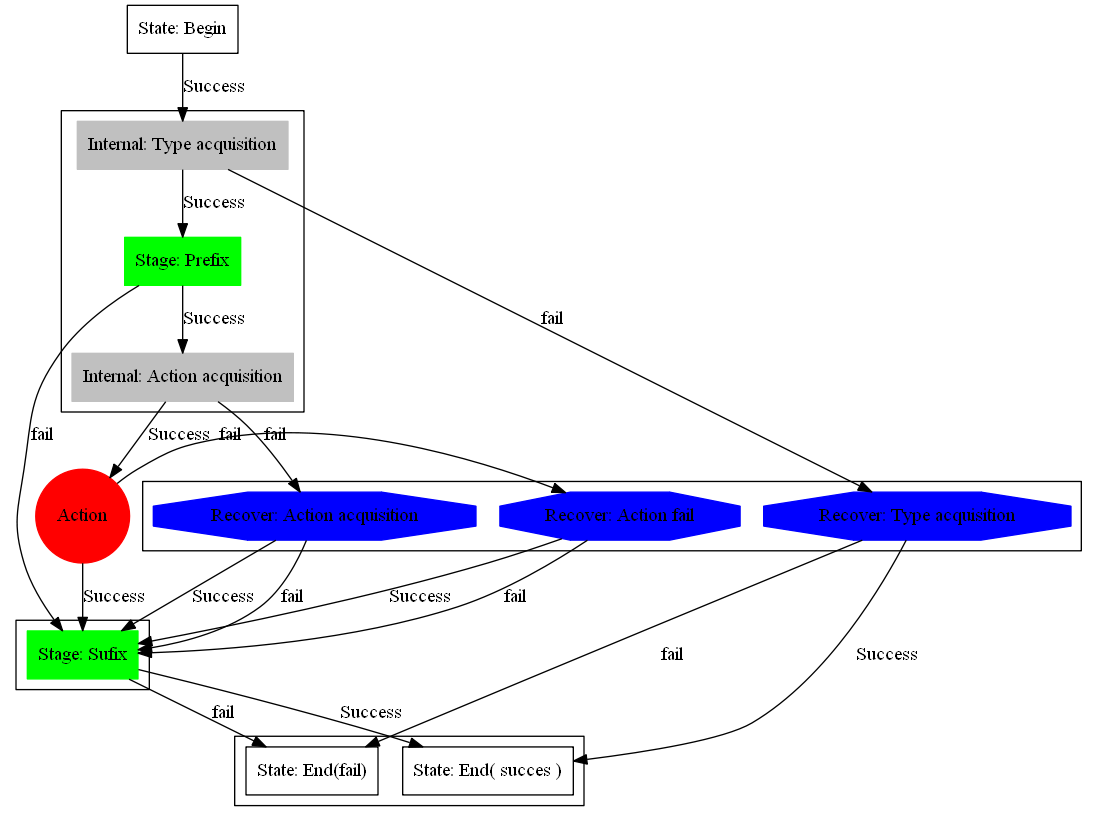 State: Begin
Success
Internal: Type acquisition
Success
Stage: Prefix
Success
fail
Internal: Action acquisition
fail
Success
fail
fail
Action
Recover: Action acquisition
Recover: Action fail
Recover: Type acquisition
Success
Success
fail
Success
fail
Stage: Sufix
fail
Success
fail
Success
State: End(fail)
State: End( succes )